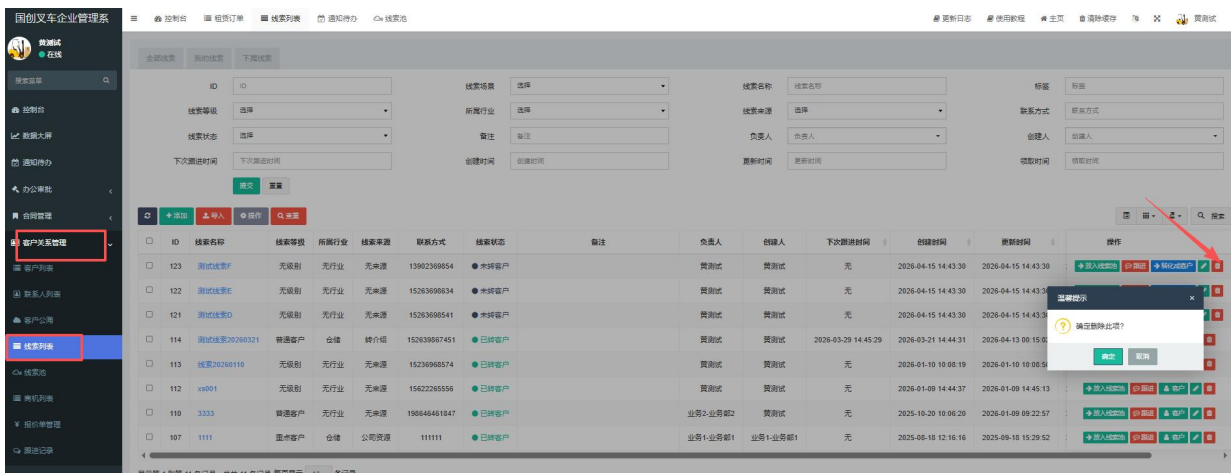 国创叉车企业管理系
控制台 租赁订单 线索列表 通知待办 线索池
更新日志 使用教程 主页 清除缓存 黄测试
黄测试
在线
搜索菜单
控制台
数据大屏
通知待办
办公审批
合同管理
客户关系管理
客户列表
联系人列表
客户公海
线索列表
线索池
商机列表
¥ 报价单管理
跟进记录
全部线索 我的线索 下属线索
ID ID 线索场景 选择 线索名称 线索名称 标签 标签
线索等级 选择 所属行业 选择 线索来源 选择 联系方式 联系方式
线索状态 选择 备注 备注 负责人 负责人 创建人 创建人
下次跟进时间 下次跟进时间 创建时间 创建时间 更新时间 更新时间 领取时间 领取时间
提交 重置
+添加 导入 操作 查重 搜索
ID 线索名称 线索等级 所属行业 线索来源 联系方式 线索状态 备注 负责人 创建人 下次跟进时间 创建时间 更新时间 操作
123 测试线索F 无级别 无行业 无来源 13902369854 未转客户 黄测试 黄测试 无 2026-04-15 14:43:30 2026-04-15 14:43:30 放入线索池 跟进 转化成客户
122 测试线索E 无级别 无行业 无来源 15263698634 未转客户 黄测试 黄测试 无 2026-04-15 14:43:30 2026-04-15 14:43:30
121 测试线索D 无级别 无行业 无来源 15263698541 未转客户 黄测试 黄测试 无 2026-04-15 14:43:30 2026-04-15 14:43:30
114 测试线索20260321 普通客户 仓储 转介绍 152639867451 已转客户 黄测试 黄测试 2026-03-29 14:45:29 2026-03-21 14:44:31 2026-04-13 00:15:02
113 线索20260110 无级别 无行业 无来源 15236968574 已转客户 黄测试 黄测试 无 2026-01-10 10:08:19 2026-01-10 10:08:56
112 xs001 无级别 无行业 无来源 15622265556 已转客户 黄测试 黄测试 无 2026-01-09 14:44:37 2026-01-09 14:45:13 放入线索池 跟进 客户
110 3333 普通客户 无行业 无来源 198646461847 已转客户 业务2-业务部2 黄测试 无 2025-10-20 10:06:20 2026-01-09 09:22:57 放入线索池 跟进 客户
107 1111 重点客户 仓储 公司资源 111111 已转客户 业务1-业务部1 业务1-业务部1 无 2025-08-18 12:16:16 2025-09-18 15:29:52 放入线索池 跟进 客户
温馨提示 ×
确定删除此项?
确定 取消